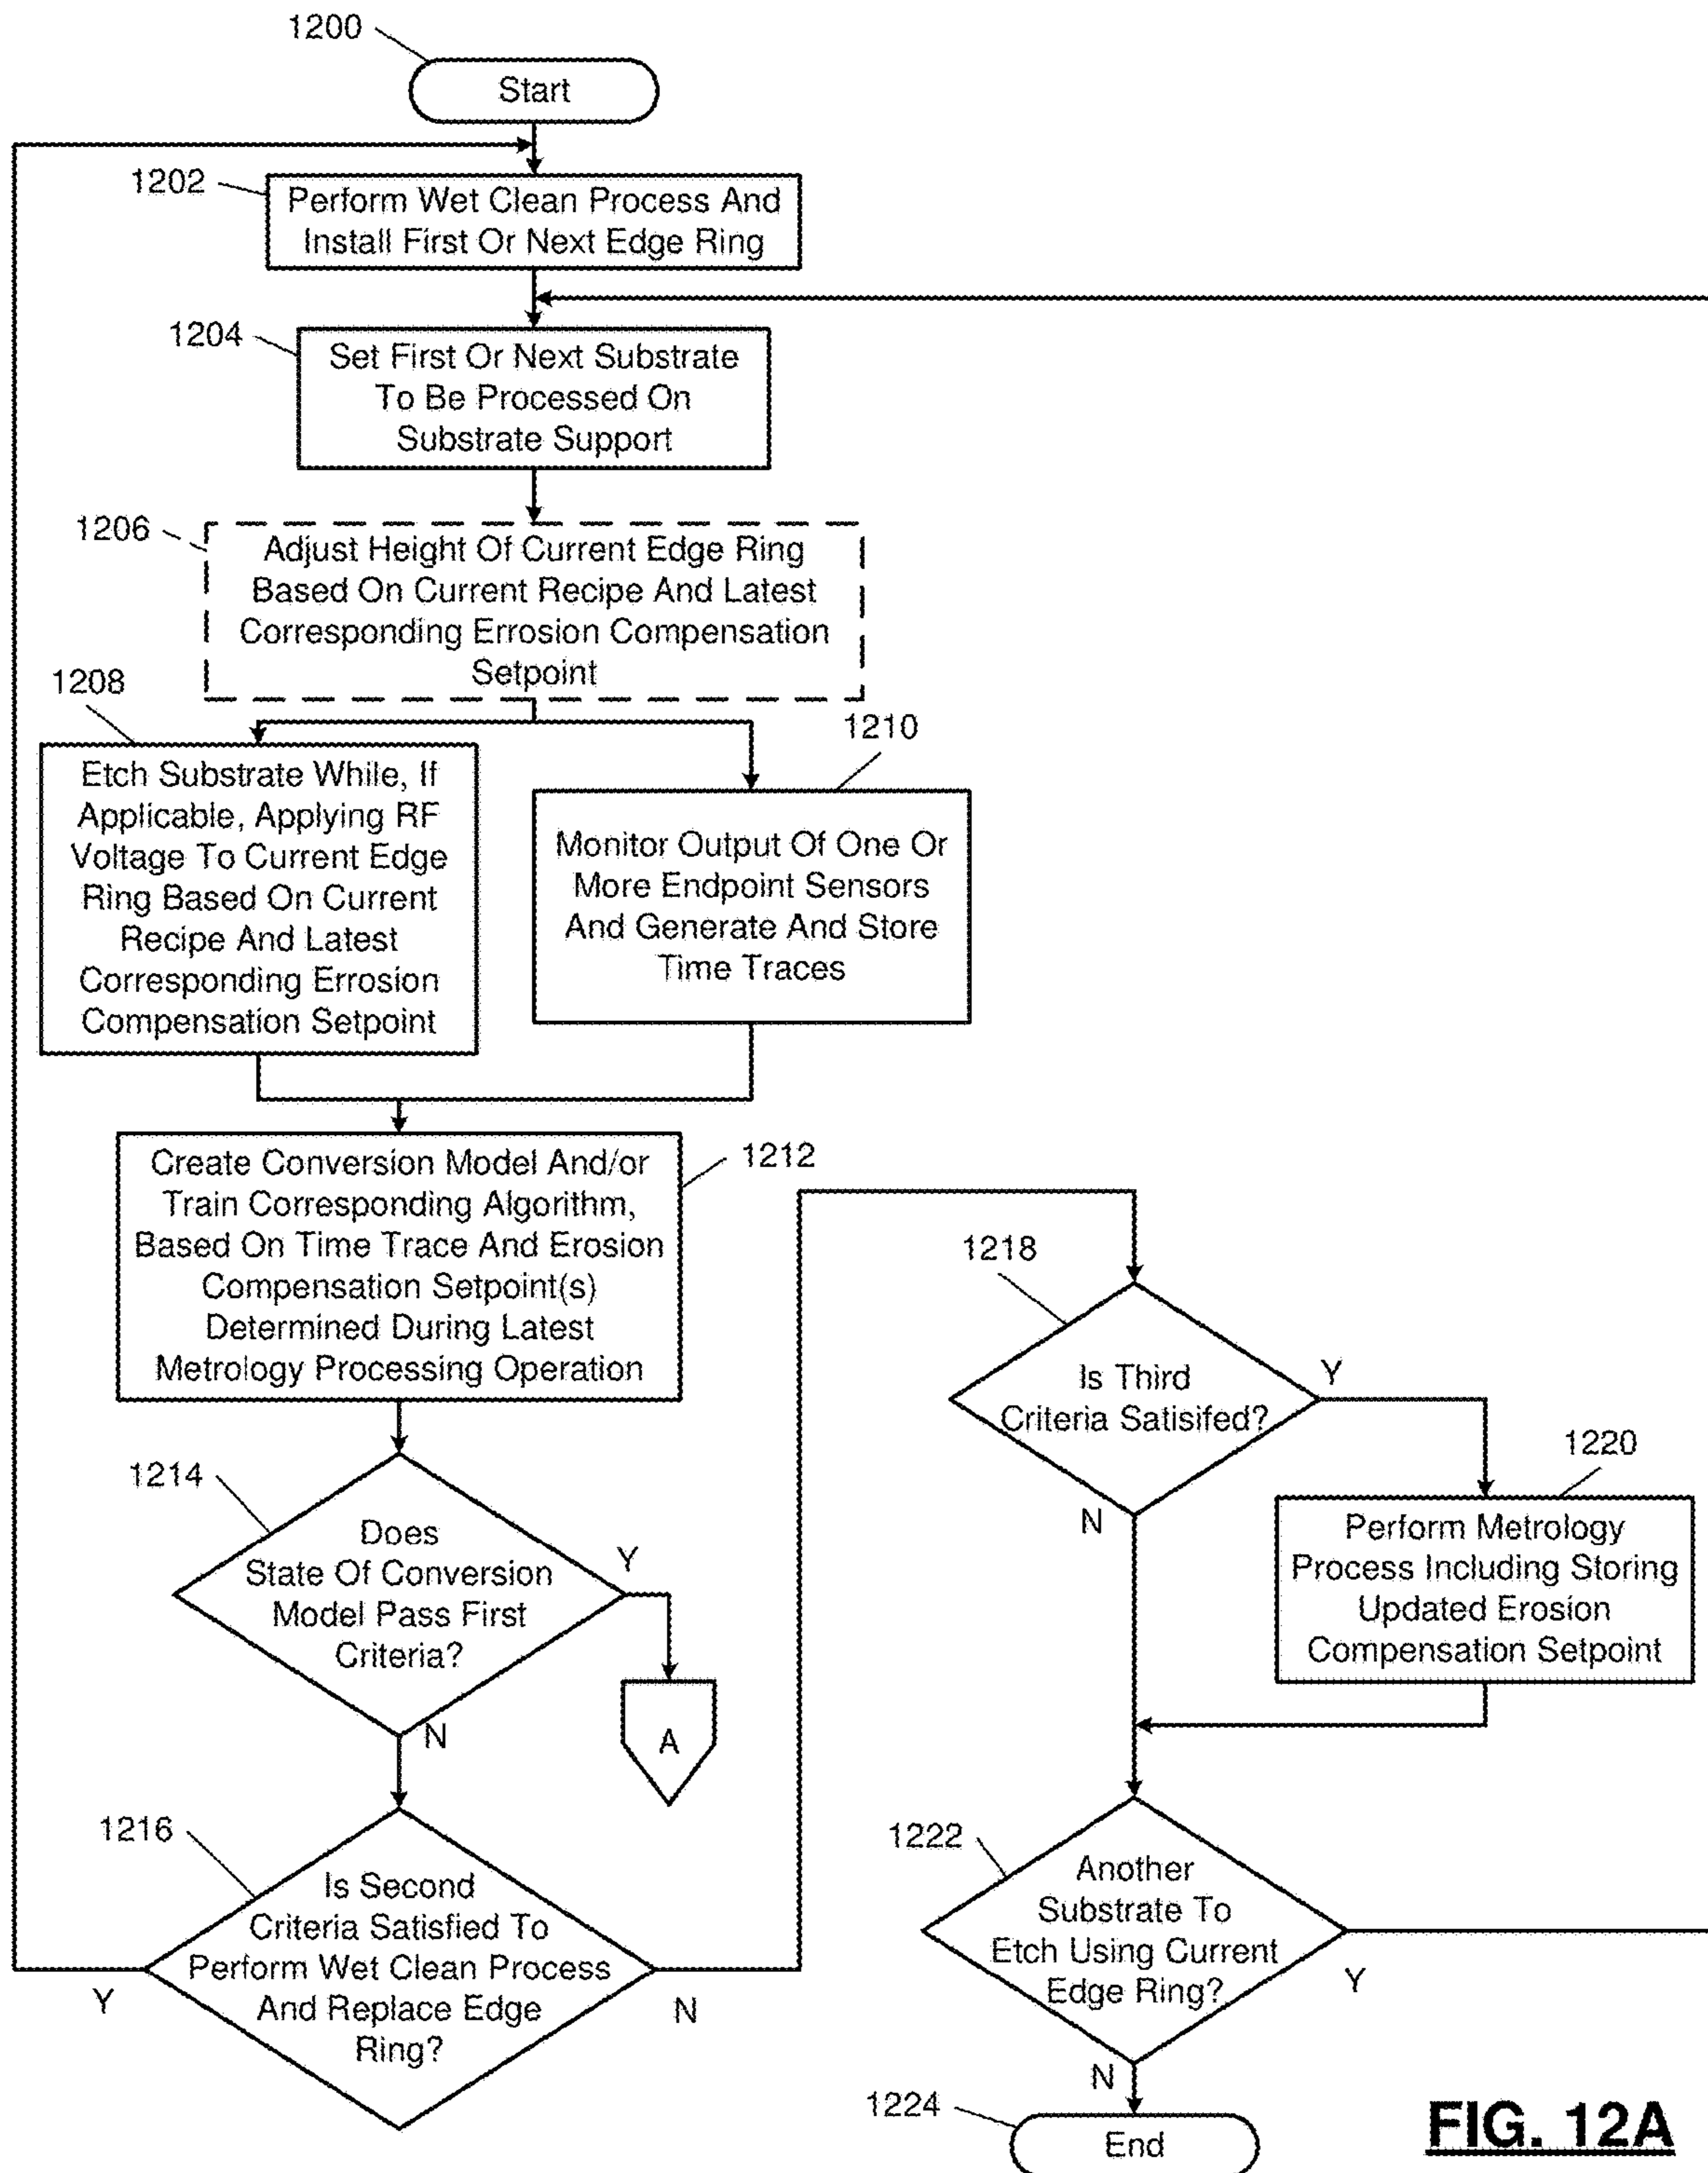 1200
Start
1202
Perform Wet Clean Process And
Install First Or Next Edge Ring
1204
Set First Or Next Substrate
To Be Processed On
Substrate Support
1206
Adjust Height Of Current Edge Ring
Based On Current Recipe And Latest
Corresponding Errosion Compensation
Setpoint
1208
Etch Substrate While, If
Applicable, Applying RF
Voltage To Current Edge
Ring Based On Current
Recipe And Latest
Corresponding Errosion
Compensation Setpoint
1210
Monitor Output Of One Or
More Endpoint Sensors
And Generate And Store
Time Traces
1212
Create Conversion Model And/or
Train Corresponding Algorithm,
Based On Time Trace And Erosion
Compensation Setpoint(s)
Determined During Latest
Metrology Processing Operation
1214
Does
State Of Conversion
Model Pass First
Criteria?
Y
N
A
1216
Is Second
Criteria Satisfied To
Perform Wet Clean Process
And Replace Edge
Ring?
Y
N
1218
Is Third
Criteria Satisifed?
Y
N
1220
Perform Metrology
Process Including Storing
Updated Erosion
Compensation Setpoint
1222
Another
Substrate To
Etch Using Current
Edge Ring?
Y
N
1224
End
FIG. 12A